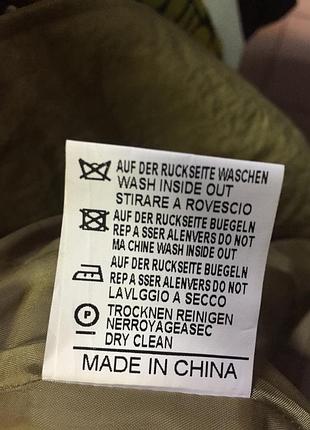 AUF DER RUCKSEITE WASCHEN
WASH INSIDE OUT
STIRARE A ROVESCIO
AUF DER RUCKSEITE BUEGELN
REP A SSER ALENVERS DO NOT
MA CHINE WASH INSIDE OUT
AUF DER RUCKSEITE BUEGELN
REP A SSER ALENVERS DO NOT
LAVLGGIO A SECCO
P
TROCKNEN REINIGEN
NERROYAGEASEC
DRY CLEAN
MADE IN CHINA